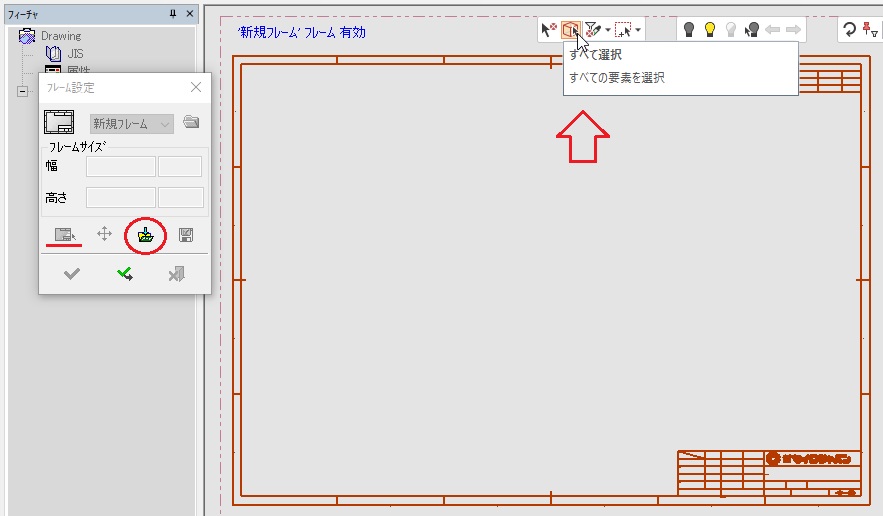 フィーチャ
Drawing
JIS
属性
フレーム設定
新規フレーム
フレームサイズ
幅
高さ
'新規フレーム' フレーム 有効
すべて選択
すべての要素を選択